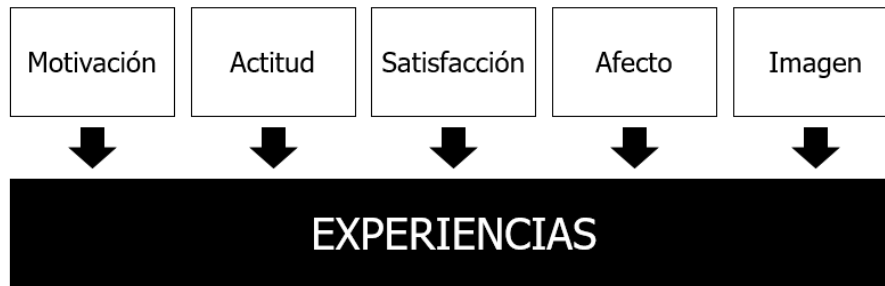 Motivación
Actitud
Satisfacción
Afecto
Imagen
EXPERIENCIAS